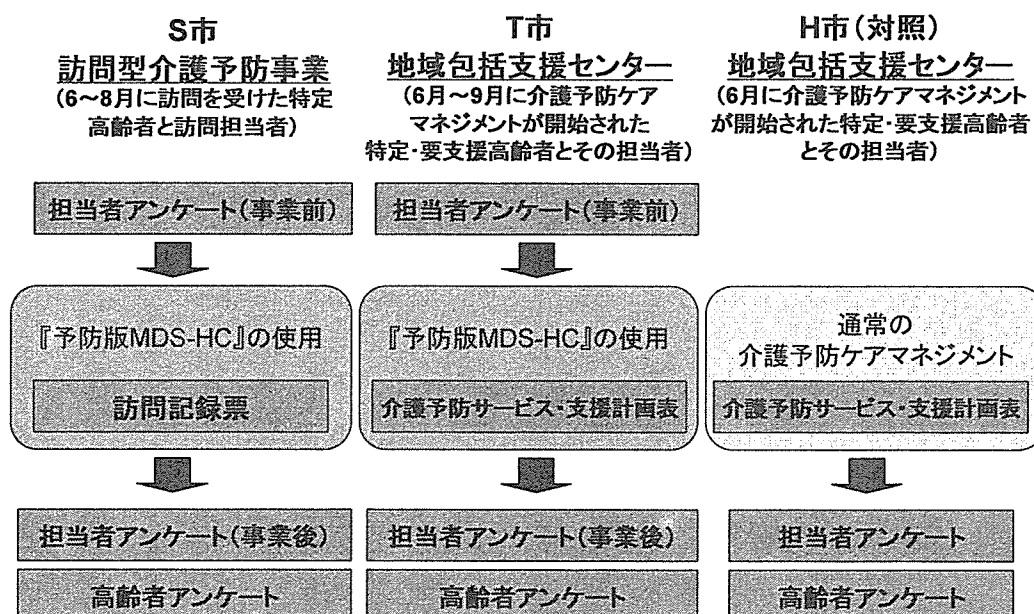 S市
訪問型介護予防事業
(6～8月に訪問を受けた特定
高齢者と訪問担当者)
担当者アンケート(事業前)
『予防版MDS-HC』の使用
訪問記録票
担当者アンケート(事業後)
高齢者アンケート
T市
地域包括支援センター
(6月～9月に介護予防ケア
マネジメントが開始された
特定・要支援高齢者とその担当者)
担当者アンケート(事業前)
『予防版MDS-HC』の使用
介護予防サービス・支援計画表
担当者アンケート(事業後)
高齢者アンケート
H市(対照)
地域包括支援センター
(6月に介護予防ケアマネジメント
が開始された特定・要支援高齢者
とその担当者)
通常の
介護予防ケアマネジメント
介護予防サービス・支援計画表
担当者アンケート
高齢者アンケート